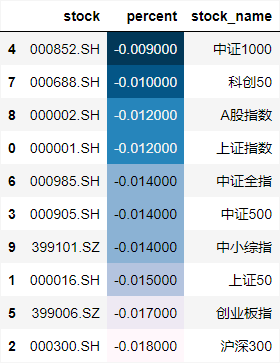 stock percent stock_name
4 000852.SH -0.009000 中证1000
7 000688.SH -0.010000 科创50
8 000002.SH -0.012000 A股指数
0 000001.SH -0.012000 上证指数
6 000985.SH -0.014000 中证全指
3 000905.SH -0.014000 中证500
9 399101.SZ -0.014000 中小综指
1 000016.SH -0.015000 上证50
5 399006.SZ -0.017000 创业板指
2 000300.SH -0.018000 沪深300